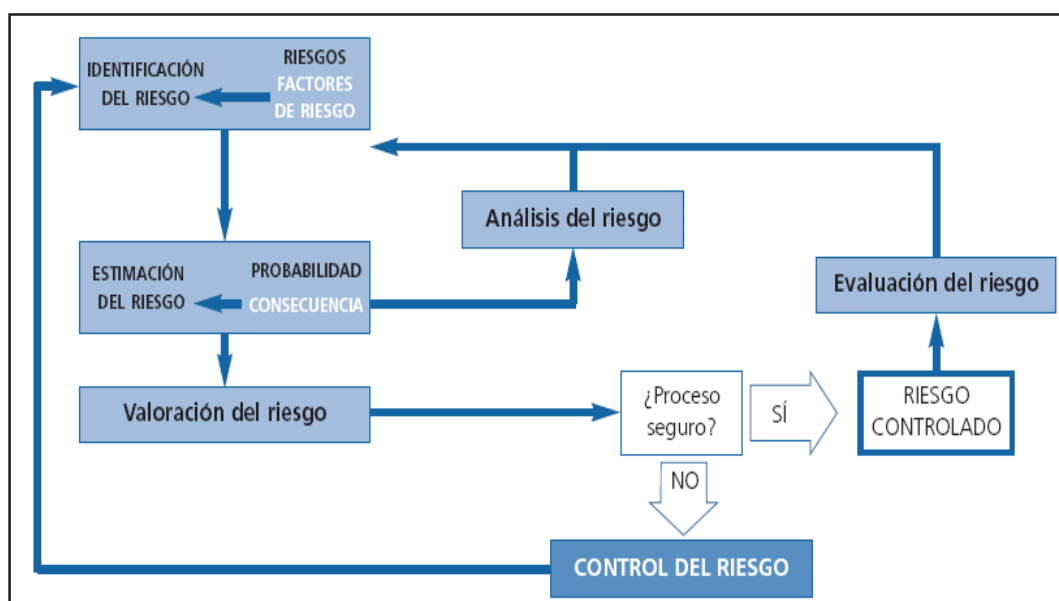 IDENTIFICACIÓN
DEL RIESGO
RIESGOS
FACTORES
DE RIESGO
Análisis del riesgo
ESTIMACIÓN
DEL RIESGO
PROBABILIDAD
CONSECUENCIA
Evaluación del riesgo
Valoración del riesgo
¿Proceso
seguro?
SÍ
RIESGO
CONTROLADO
NO
CONTROL DEL RIESGO